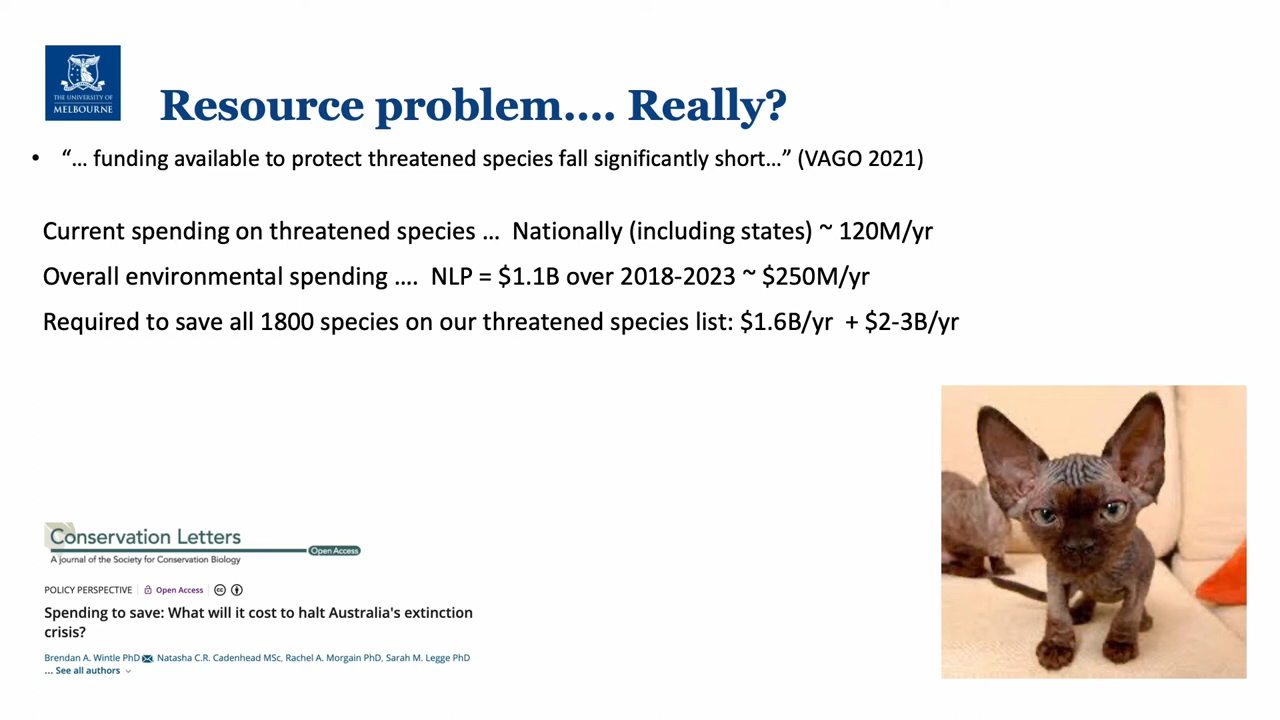 THE UNIVERSITY OF
MELBOURNE
Resource problem.... Really?
• “... funding available to protect threatened species fall significantly short...” (VAGO 2021)
Current spending on threatened species ... Nationally (including states) ~ 120M/yr
Overall environmental spending .... NLP = $1.1B over 2018-2023 ~ $250M/yr
Required to save all 1800 species on our threatened species list: $1.6B/yr + $2-3B/yr
Conservation Letters
Open Access
A journal of the Society for Conservation Biology
POLICY PERSPECTIVE Open Access
Spending to save: What will it cost to halt Australia's extinction
crisis?
Brendan A. Wintle PhD, Natasha C.R. Cadenhead MSc, Rachel A. Morgain PhD, Sarah M. Legge PhD
... See all authors